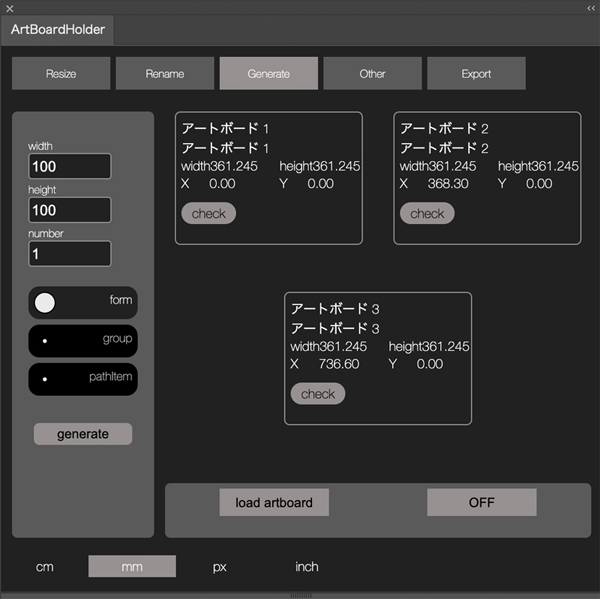 ArtBoardHolder
Resize
Rename
Generate
Other
Export
width
100
height
100
number
1
form
group
pathItem
generate
アートボード 1
アートボード 1
width361.245 height361.245
X 0.00 Y 0.00
check
アートボード 2
アートボード 2
width361.245 height361.245
X 368.30 Y 0.00
check
アートボード 3
アートボード 3
width361.245 height361.245
X 736.60 Y 0.00
check
load artboard
OFF
cm
mm
px
inch